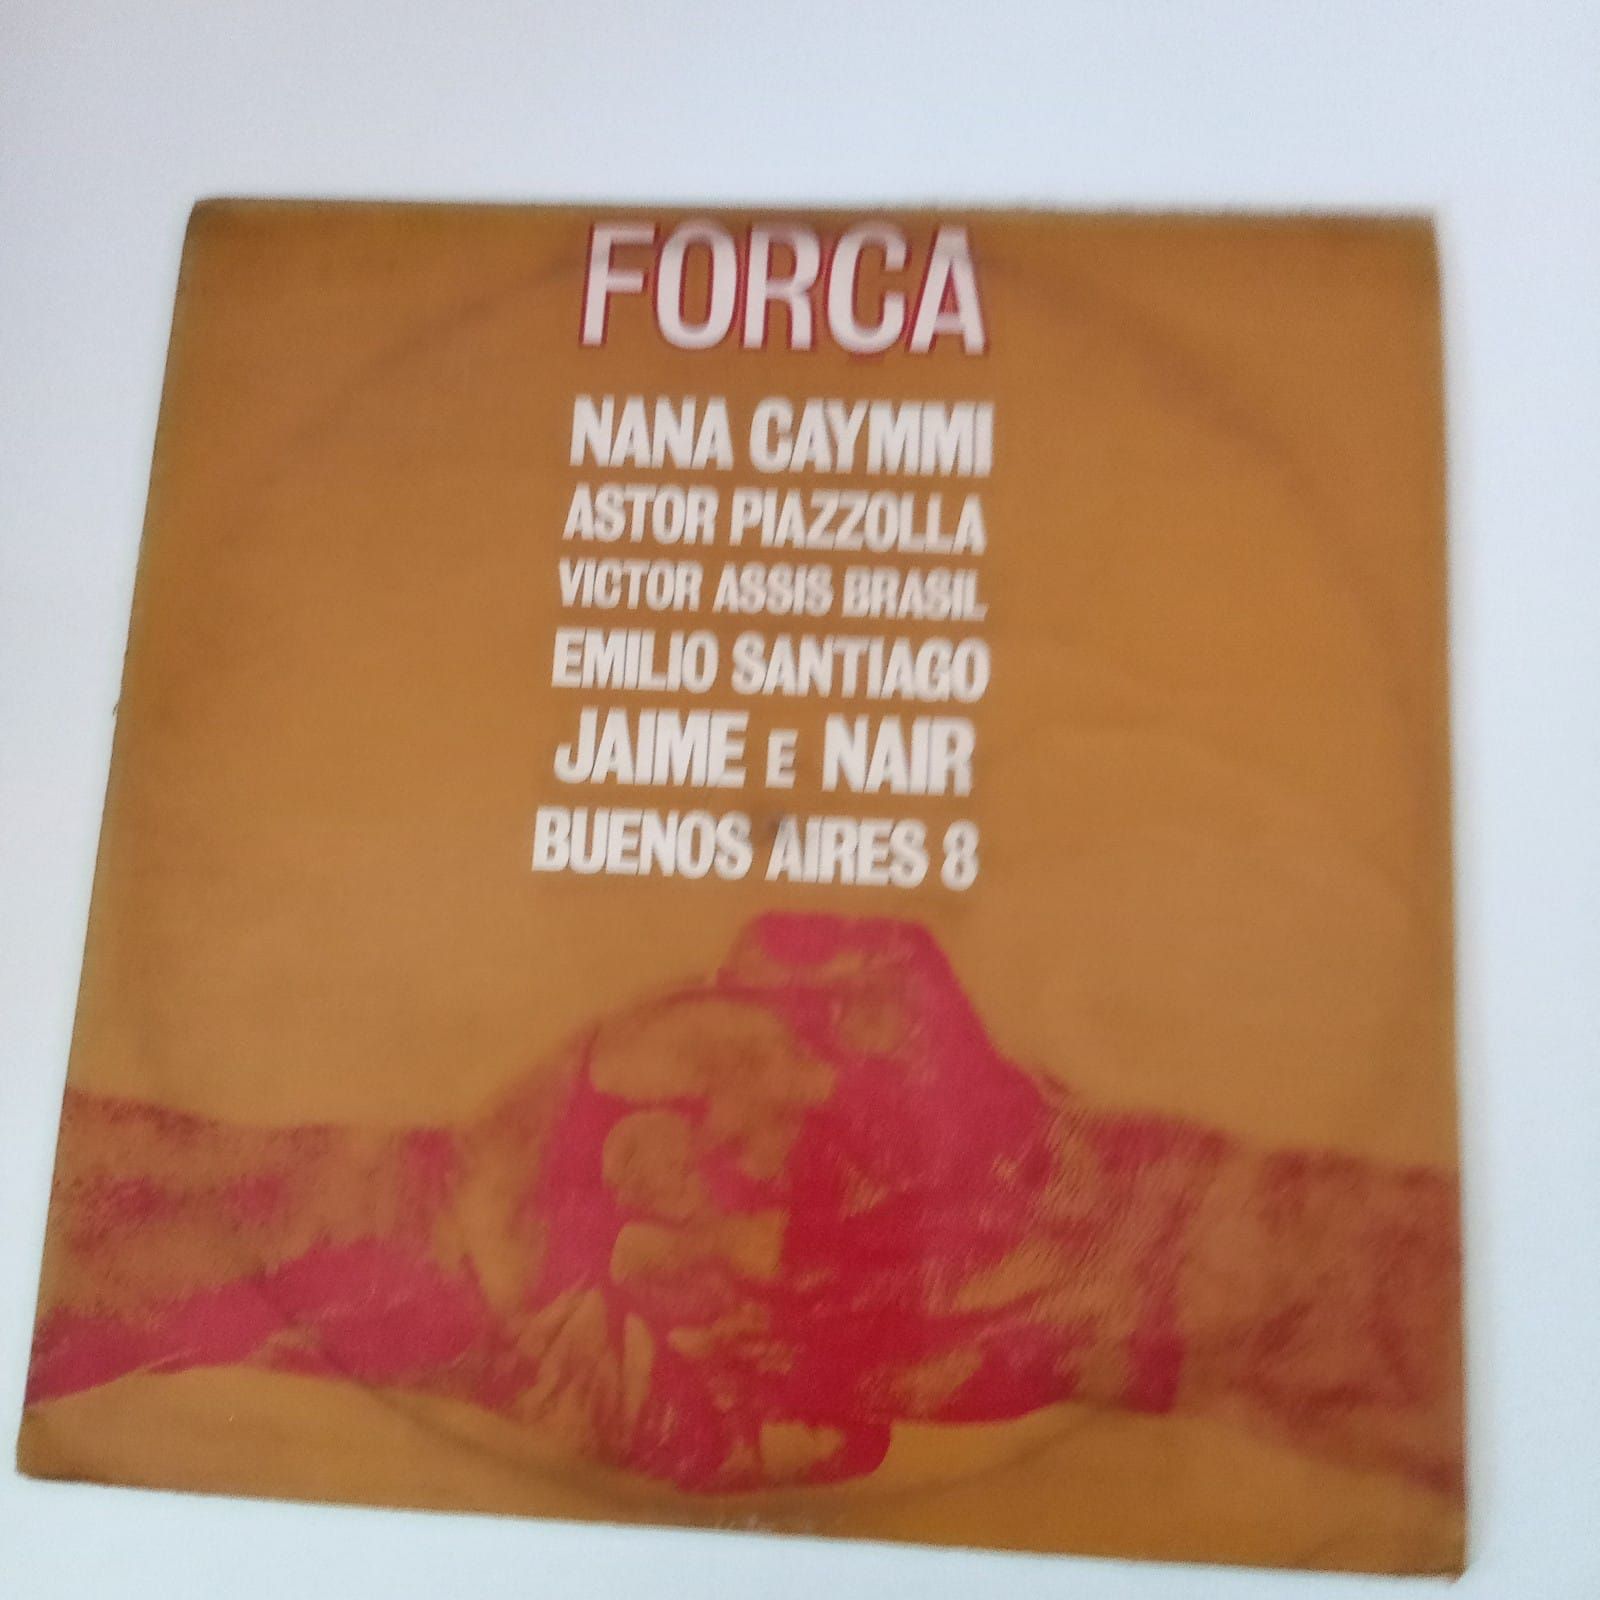 FORÇA
NANA CAYMMI
ASTOR PIAZZOLLA
VICTOR ASSIS BRASIL
EMILIO SANTIAGO
JAIME E NAIR
BUENOS AIRES 8